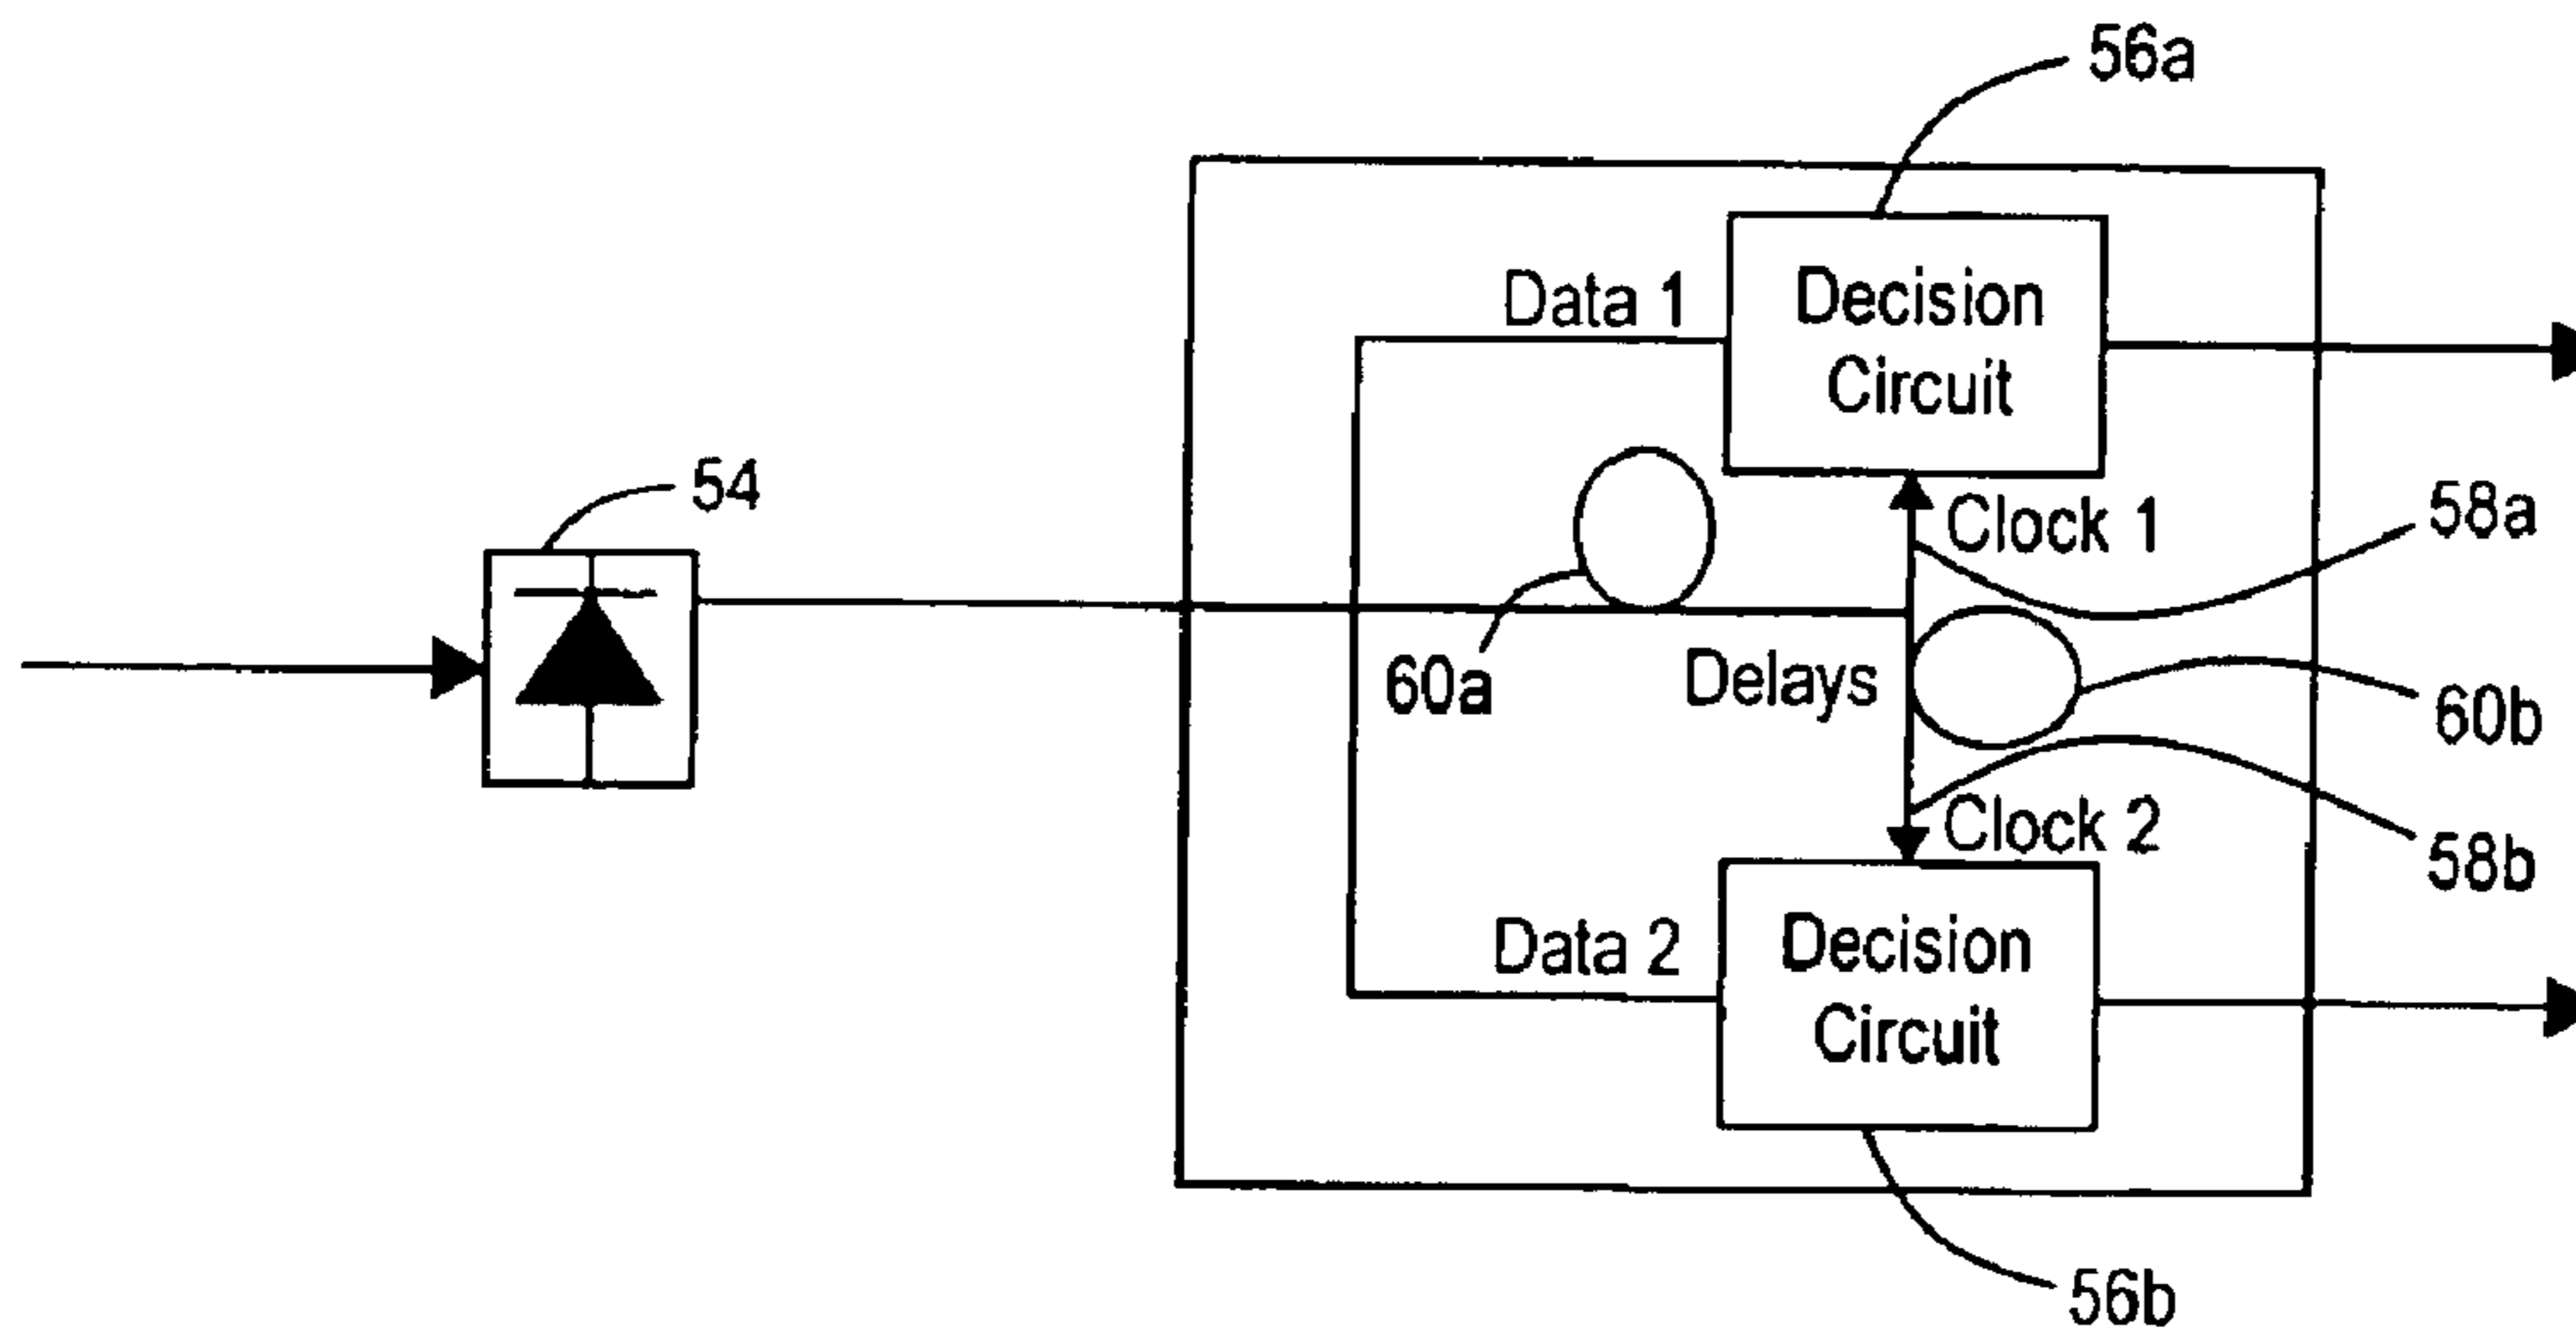 56a
Data 1
Decision
Circuit
54
Clock 1
58a
60a
Delays
60b
Clock 2
58b
Data 2
Decision
Circuit
56b